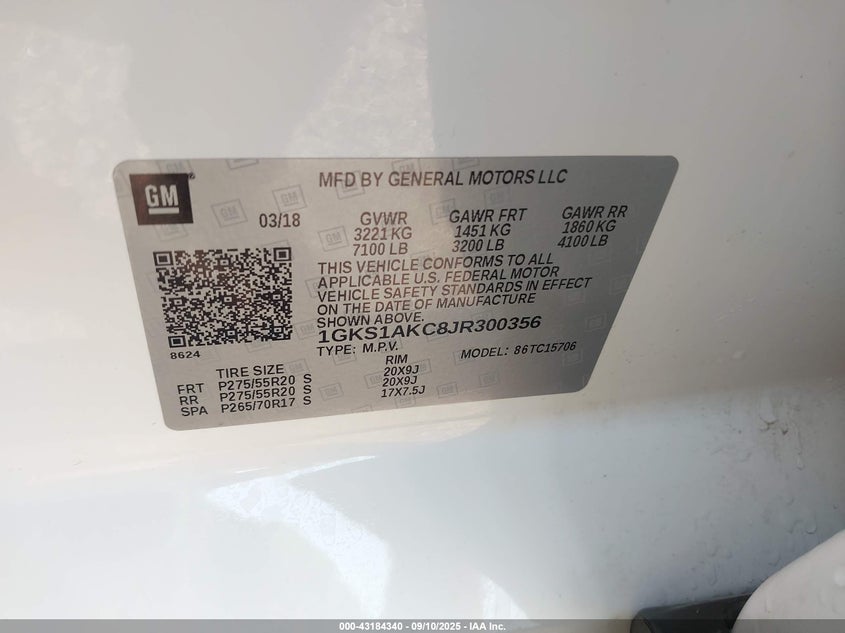 GM
MFD BY GENERAL MOTORS LLC
03/18 GVWR GAWR FRT GAWR RR
3221 KG 1451 KG 1860 KG
7100 LB 3200 LB 4100 LB
THIS VEHICLE CONFORMS TO ALL
APPLICABLE U.S. FEDERAL MOTOR
VEHICLE SAFETY STANDARDS IN EFFECT
ON THE DATE OF MANUFACTURE
SHOWN ABOVE.
1GKS1AKC8JR300356
8624
TYPE: M.P.V. MODEL: 86TC15706
TIRE SIZE RIM
FRT P275/55R20 S 20X9J
RR P275/55R20 S 20X9J
SPA P265/70R17 S 17X7.5J
000-43184340 | 09/10/2025 - IAA Inc.